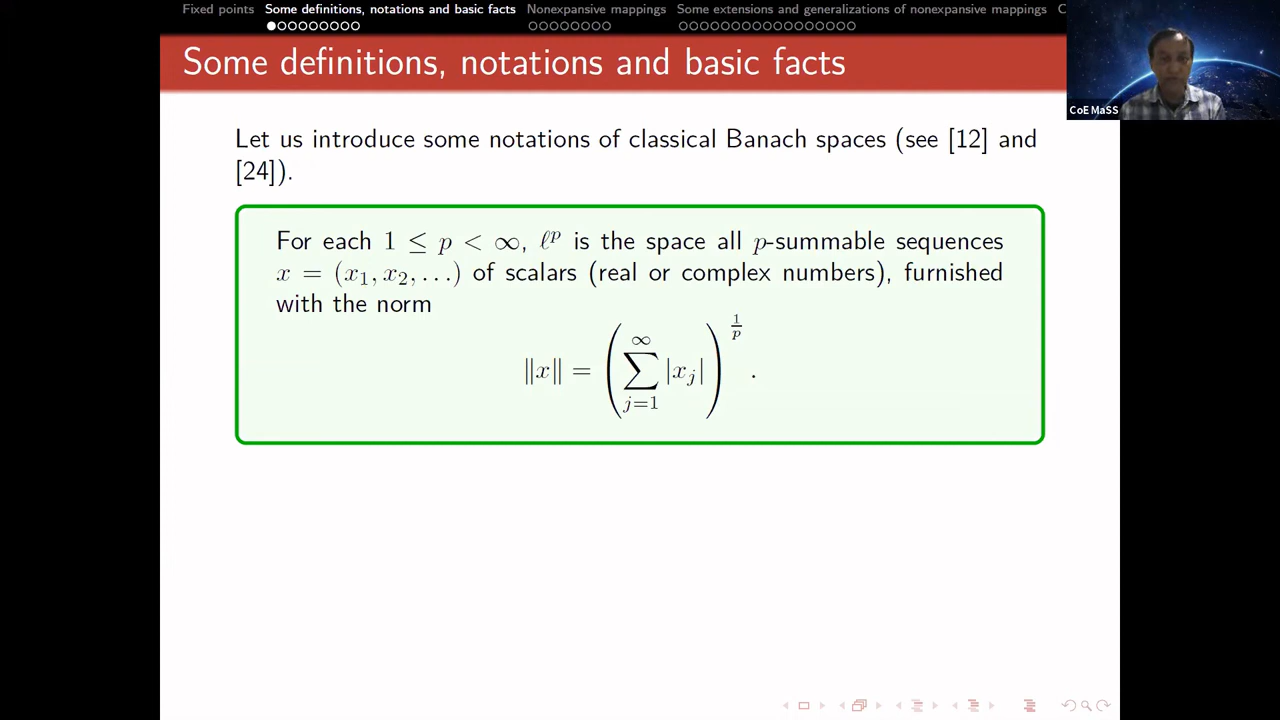 Fixed points Some definitions, notations and basic facts Nonexpansive mappings Some extensions and generalizations of nonexpansive mappings C
Some definitions, notations and basic facts
CoE MaSS
Let us introduce some notations of classical Banach spaces (see [12] and
[24]).
For each 1 ≤ p < ∞, ℓ^p is the space all p-summable sequences
x = (x_1, x_2, . . .) of scalars (real or complex numbers), furnished
with the norm
‖x‖ = (∑_{j=1}^{∞} |x_j|)^{1/p} .